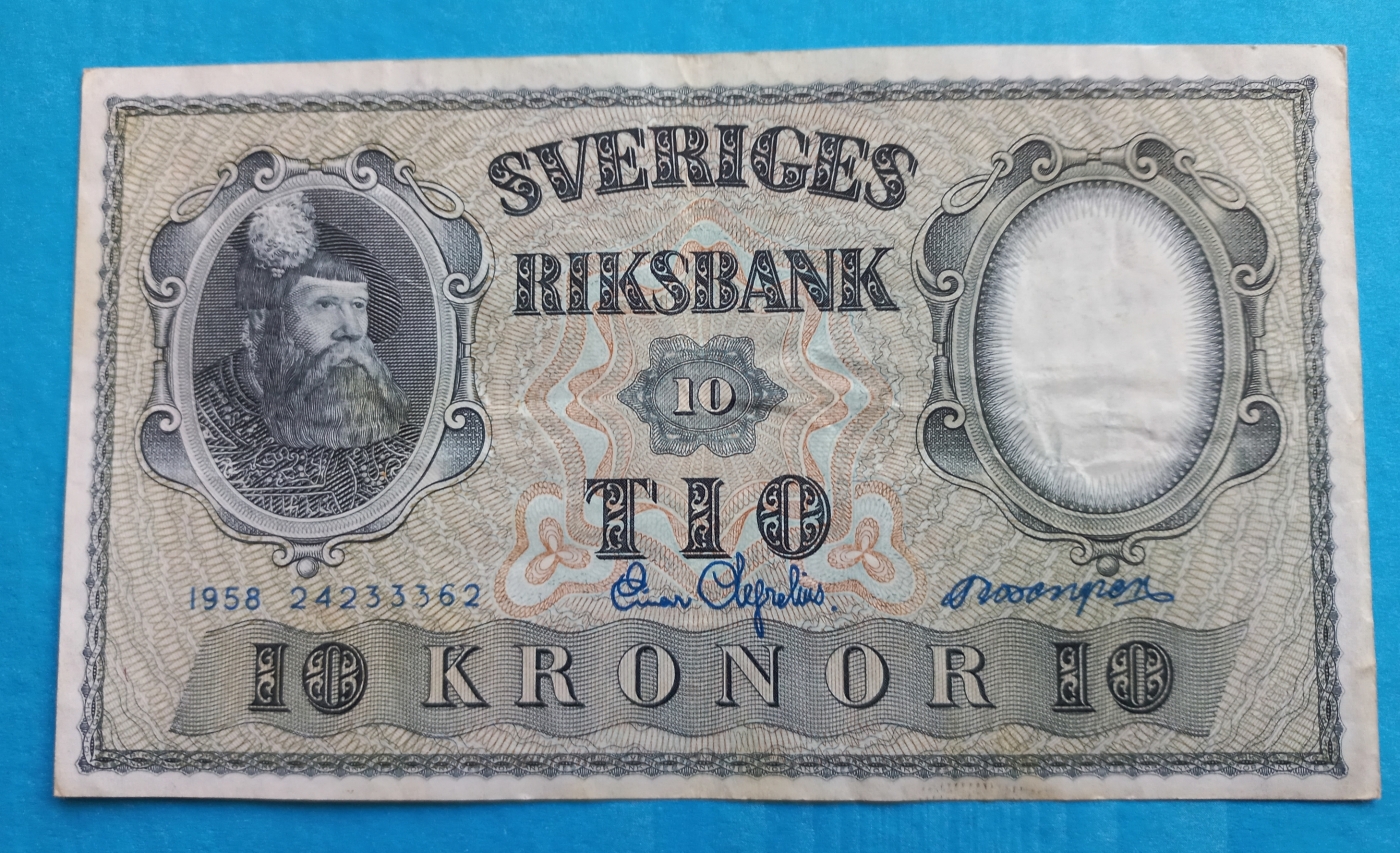 SVERIGES
RIKSBANK
10
TIO
1958 24233362
10 KRONOR 10